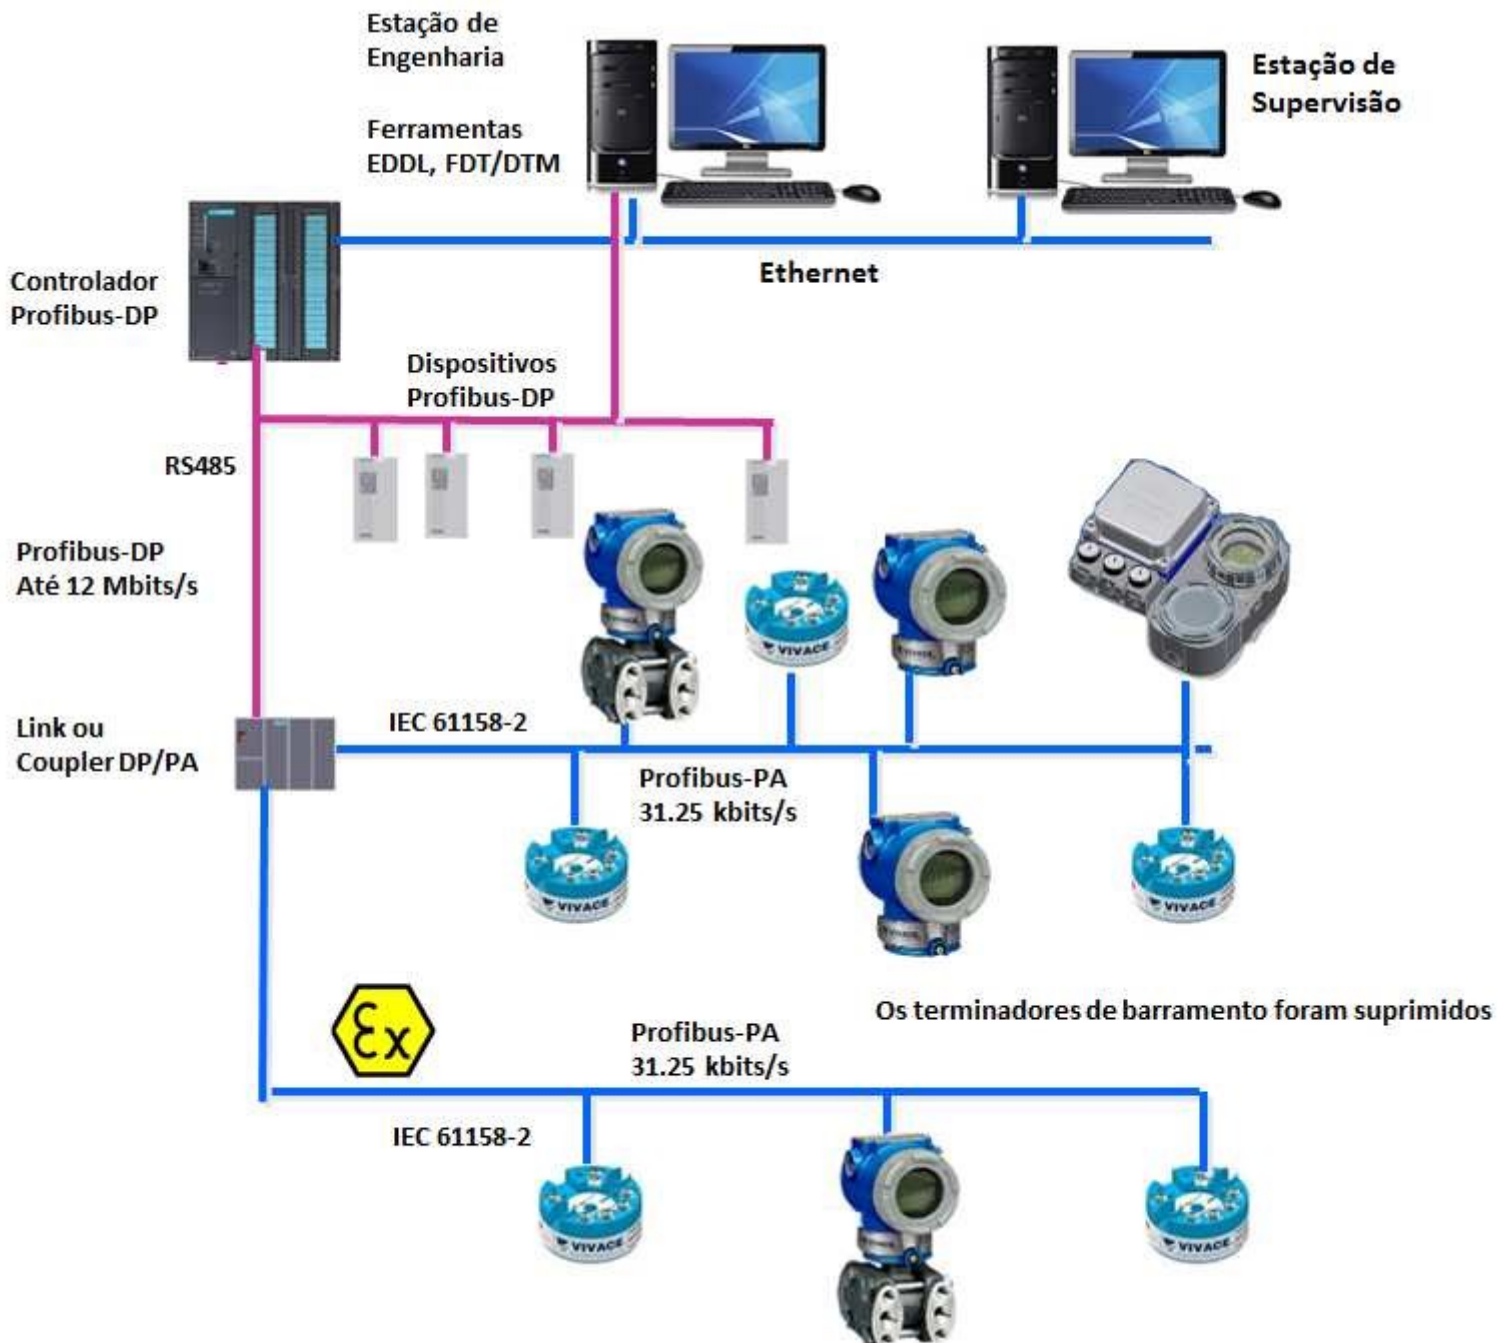 Estação de
Engenharia
Ferramentas
EDDL, FDT/DTM
Estação de
Supervisão
Ethernet
Controlador
Profibus-DP
Dispositivos
Profibus-DP
RS485
Profibus-DP
Até 12 Mbits/s
VIVACE
Link ou
Coupler DP/PA
IEC 61158-2
Profibus-PA
31.25 kbits/s
VIVACE
VIVACE
Os terminadores de barramento foram suprimidos
Ex
Profibus-PA
31.25 kbits/s
IEC 61158-2
VIVACE
VIVACE